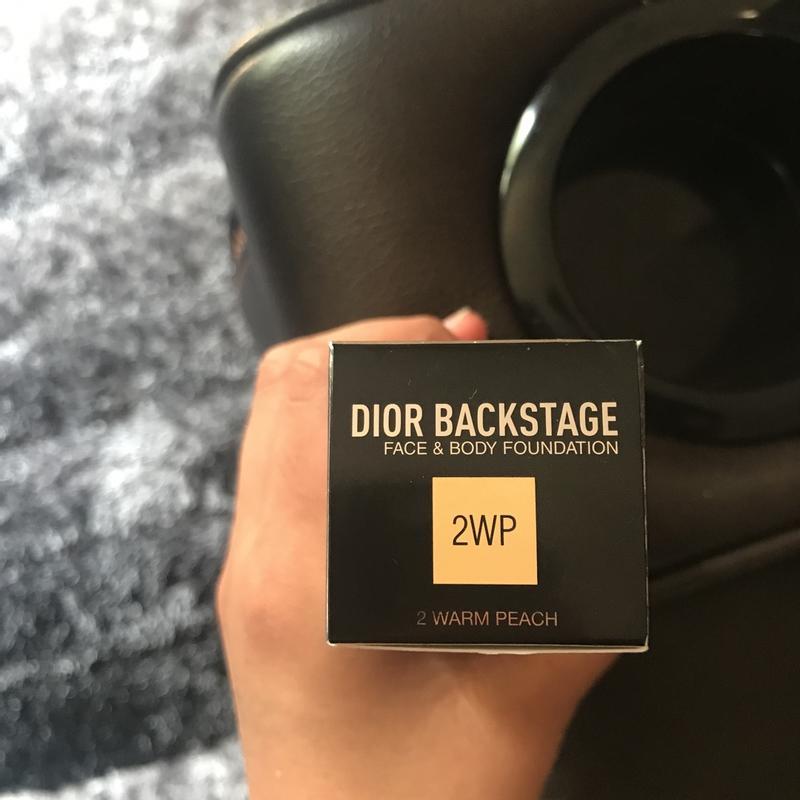 DIOR BACKSTAGE
FACE & BODY FOUNDATION
2WP
2 WARM PEACH